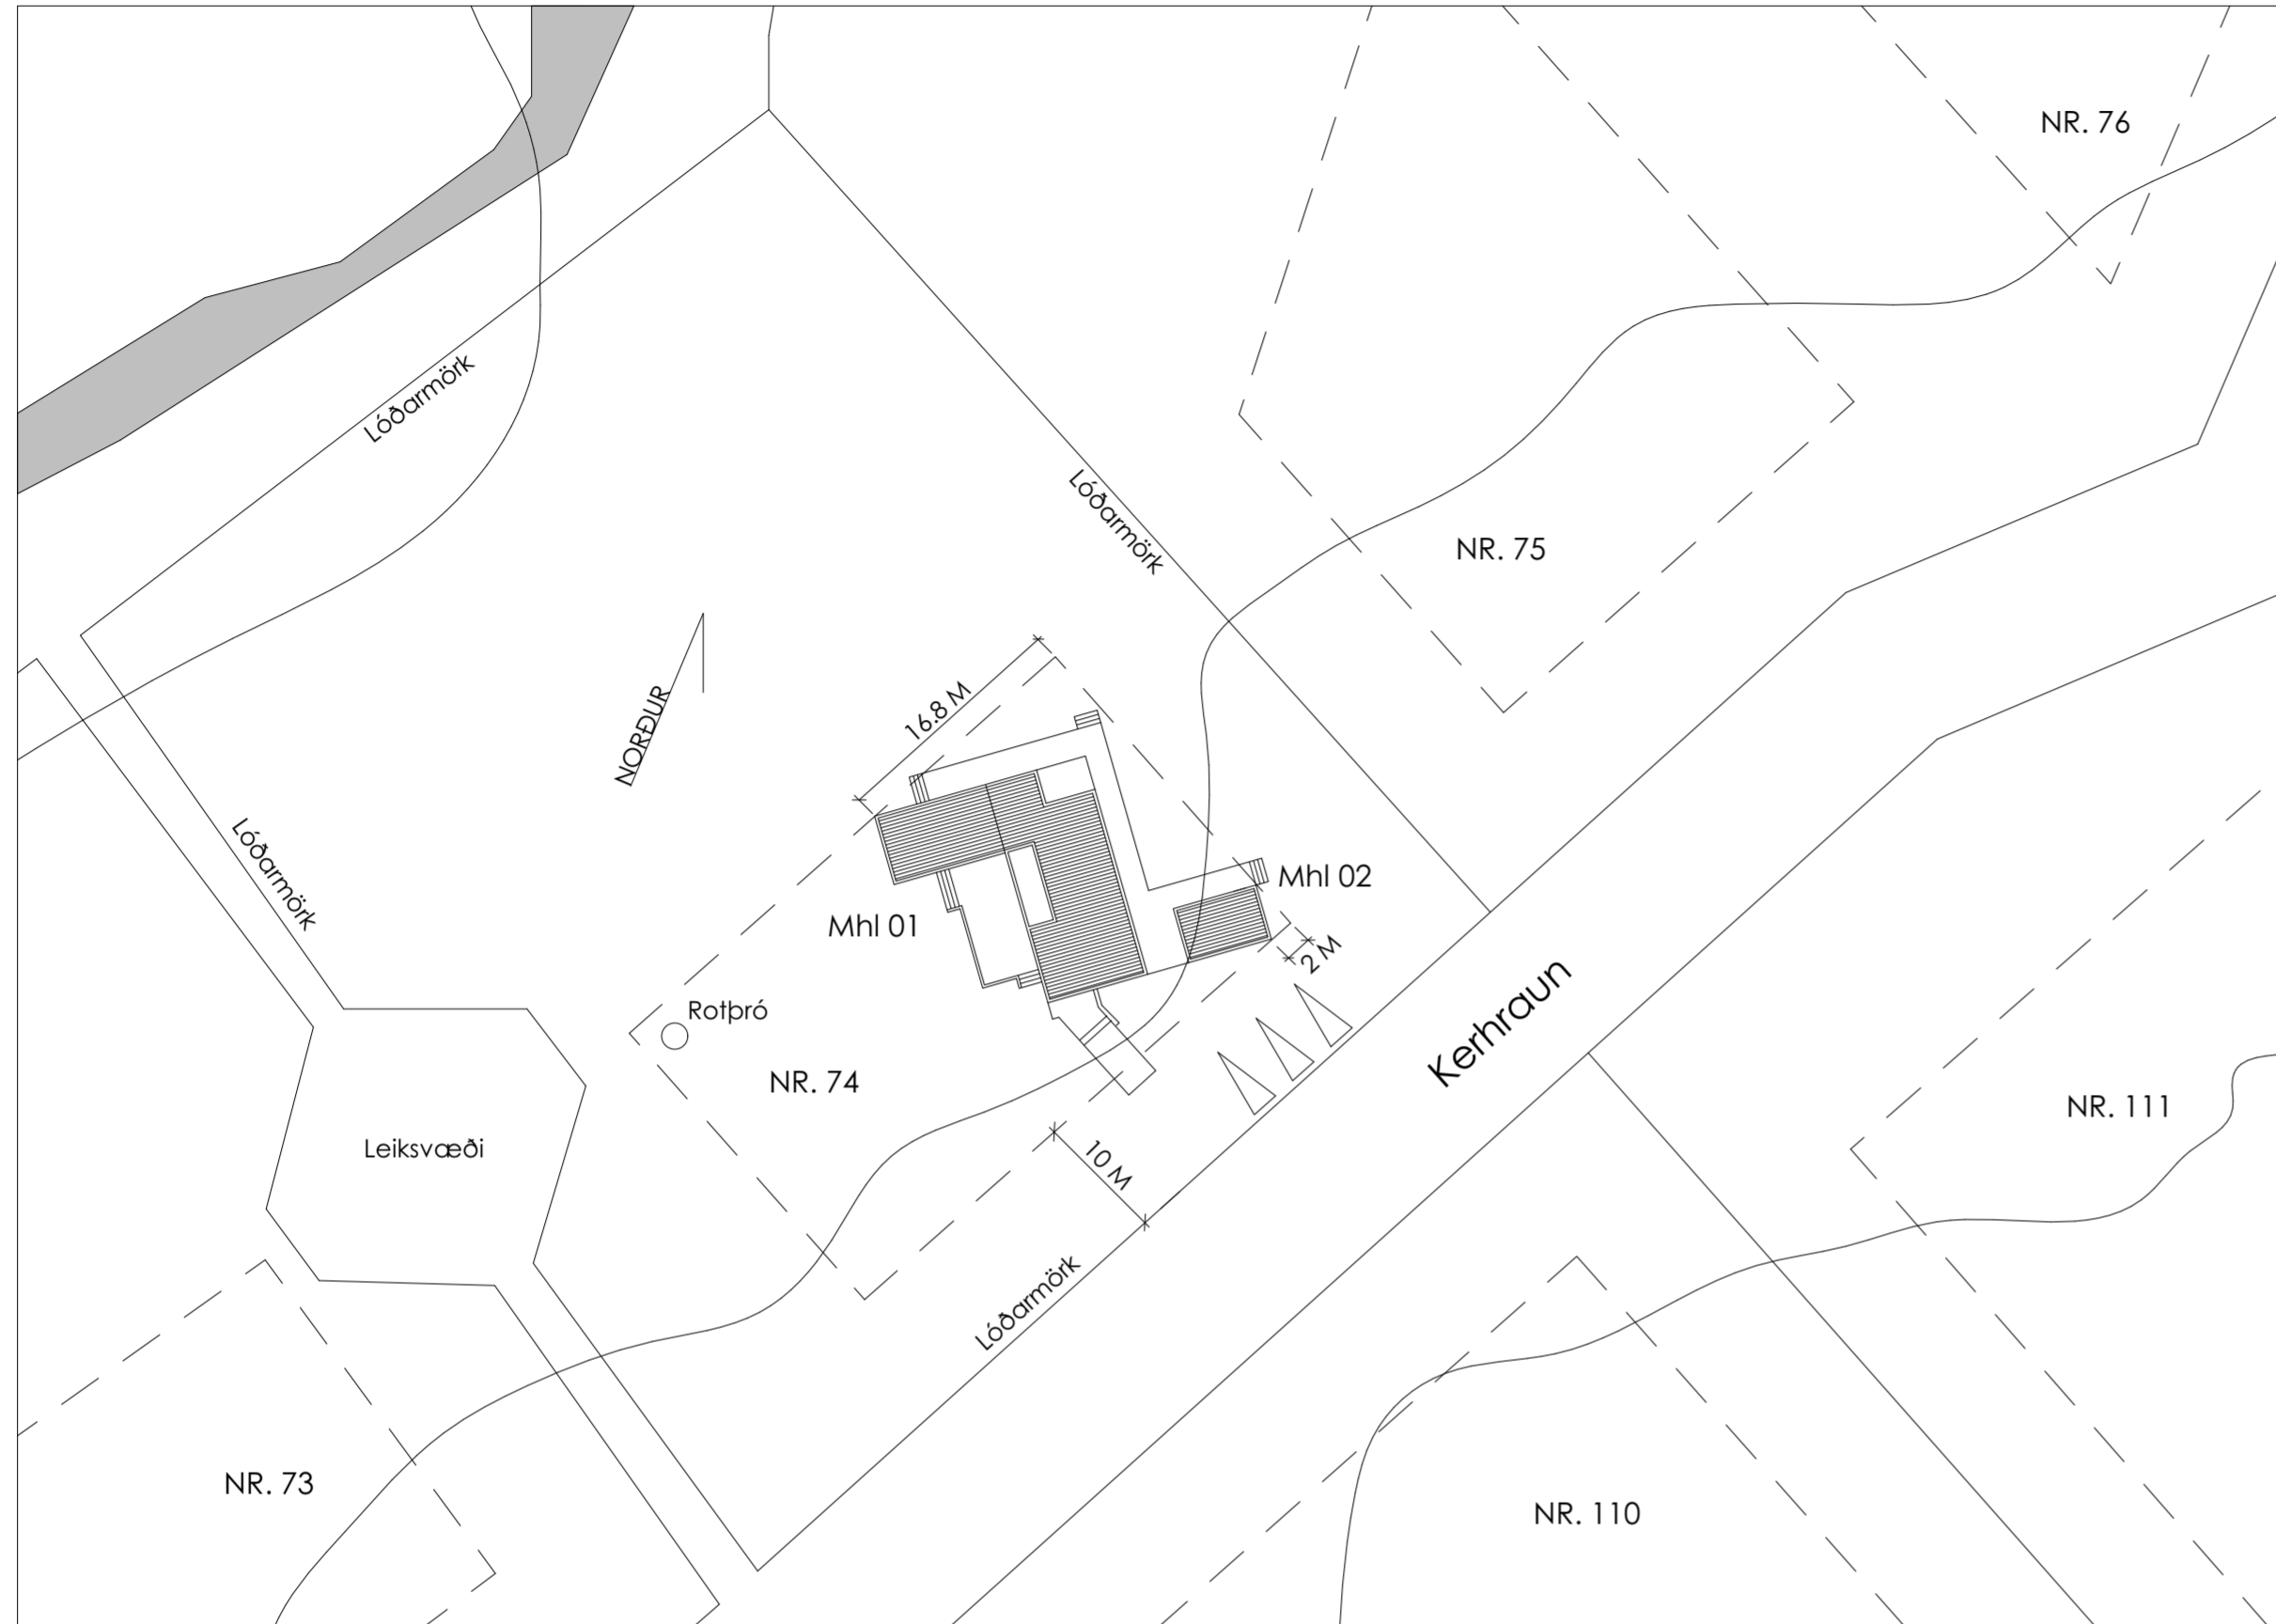 NR. 76
Lóðarmörk
Lóðarmörk
NR. 75
16.8 M
NORÐUR
Lóðarmörk
Mhl 02
Mhl 01
2 M
Kerhraun
Rotþró
NR. 74
NR. 111
Leiksvæði
10 M
Lóðarmörk
NR. 73
NR. 110